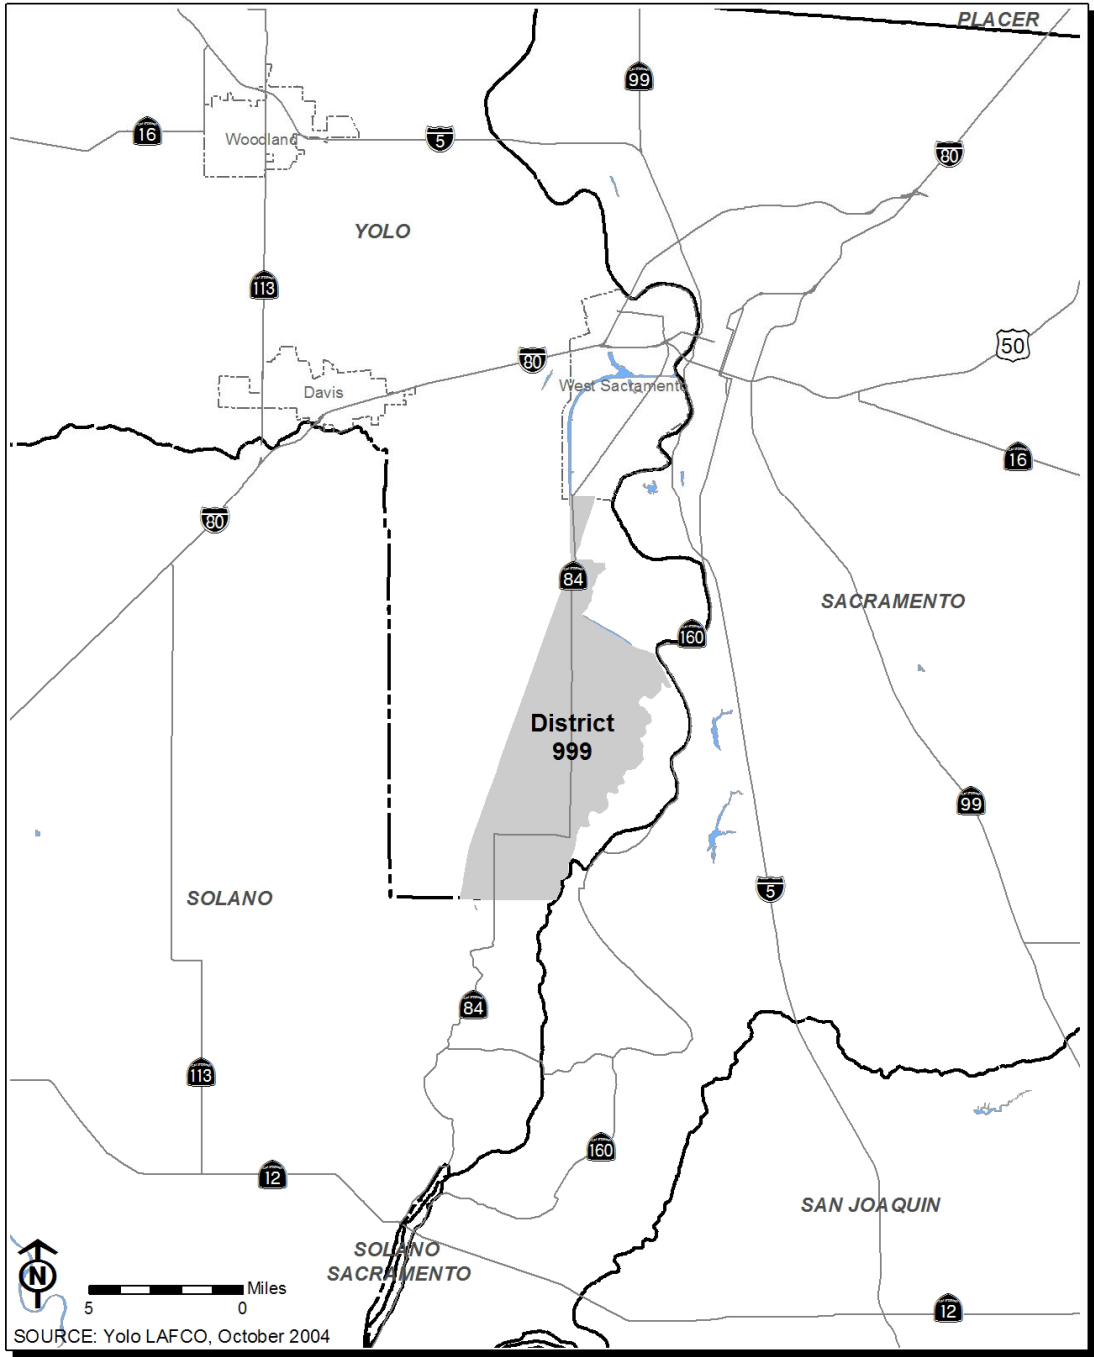 PLACER
99
16
Woodland
5
80
YOLO
113
50
80
Davis
West Sacramento
16
80
84
SACRAMENTO
160
District
999
99
5
SOLANO
84
113
160
12
SAN JOAQUIN
SOLANO
SACRAMENTO
N
Miles
5 0
12
SOURCE: Yolo LAFCO, October 2004